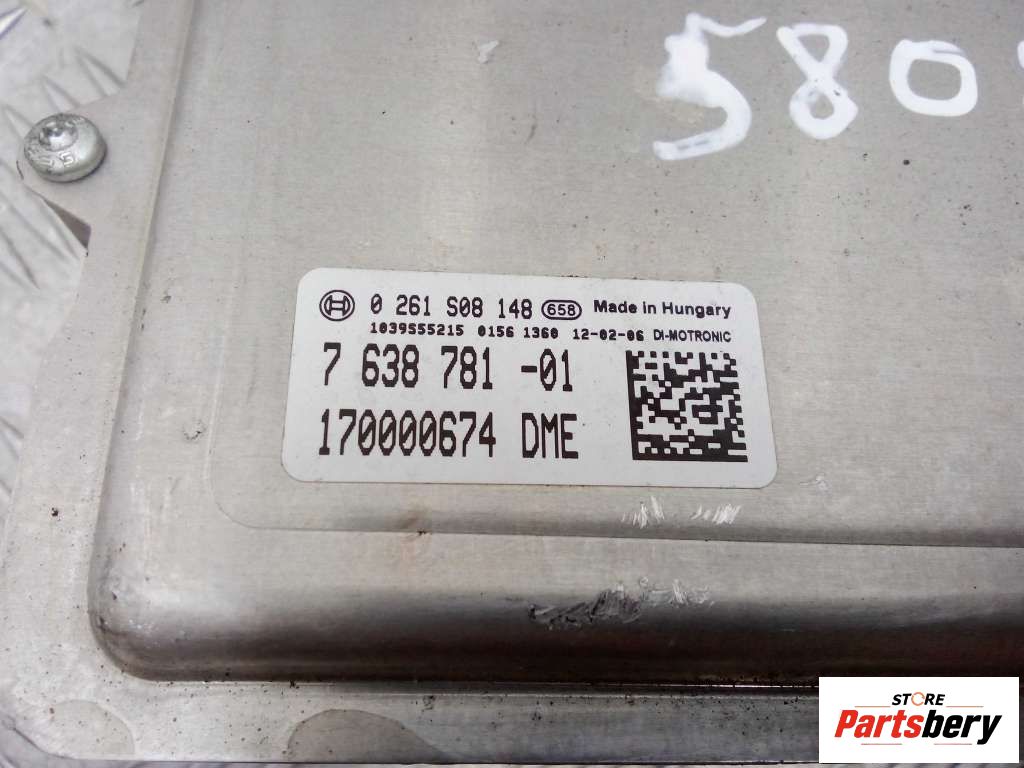 580
0 261 S08 148 658 Made in Hungary
1039555215 0156 1360 12-02-06 DI-MOTRONIC
7 638 781 -01
170000674 DME
STORE
Partsbery